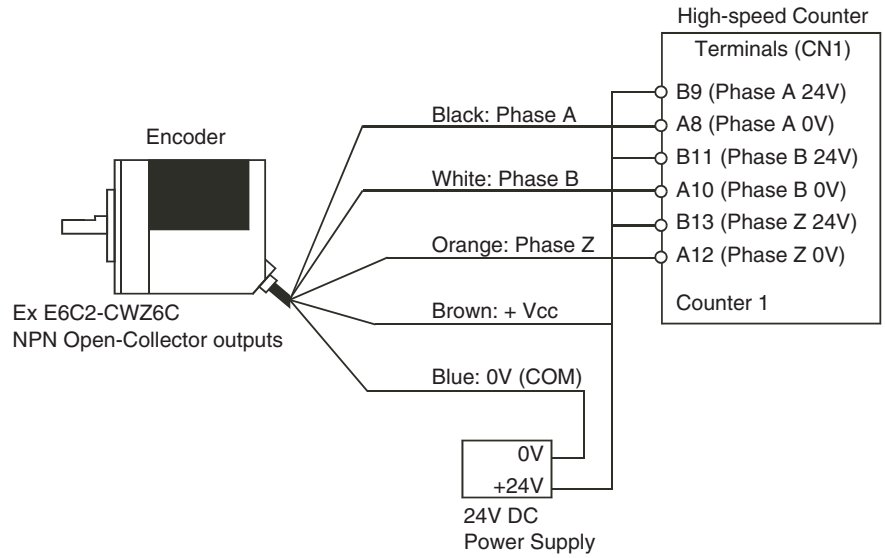 High-speed Counter
Terminals (CN1)
B9 (Phase A 24V)
Black: Phase A
A8 (Phase A 0V)
Encoder
B11 (Phase B 24V)
White: Phase B
A10 (Phase B 0V)
B13 (Phase Z 24V)
Orange: Phase Z
A12 (Phase Z 0V)
Ex E6C2-CWZ6C
NPN Open-Collector outputs
Brown: + Vcc
Counter 1
Blue: 0V (COM)
0V
+24V
24V DC
Power Supply